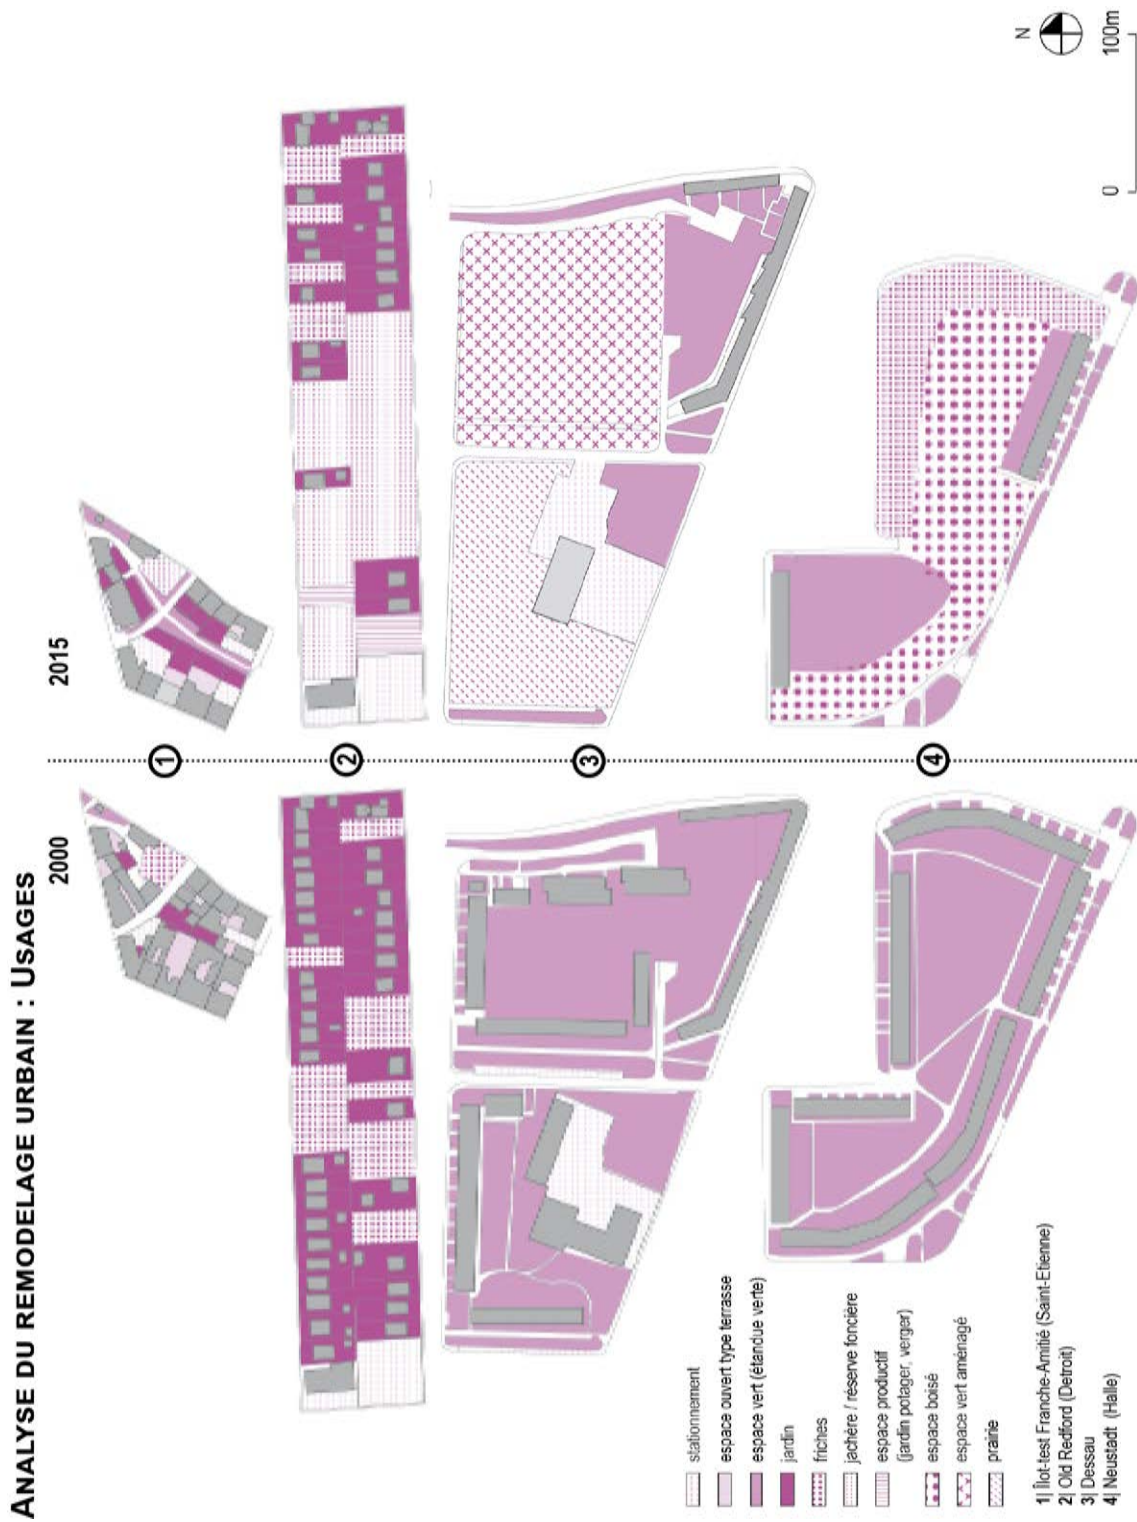 ANALYSE DU REMODELAGE URBAIN : USAGES
2000
2015
1
2
3
4
stationnement
espace ouvert type terrasse
espace vert (étandue verte)
jardin
friches
jachère / réserve foncière
espace productif
(jardin potager, verger)
espace boisé
espace vert aménagé
prairie
1| Îlot-test Franche-Amitié (Saint-Etienne)
2| Old Redford (Detroit)
3| Dessau
4| Neustadt (Halle)
N
0 100m